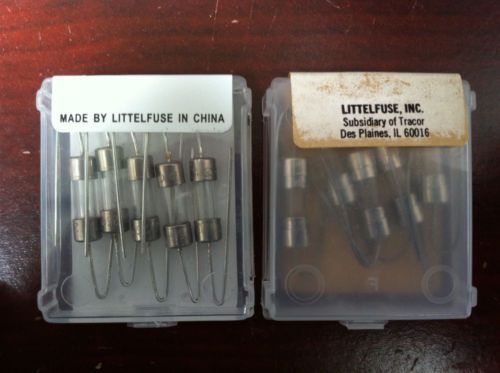 MADE BY LITTELFUSE IN CHINA
LITTELFUSE, INC.
Subsidiary of Tracor
Des Plaines, IL 60016